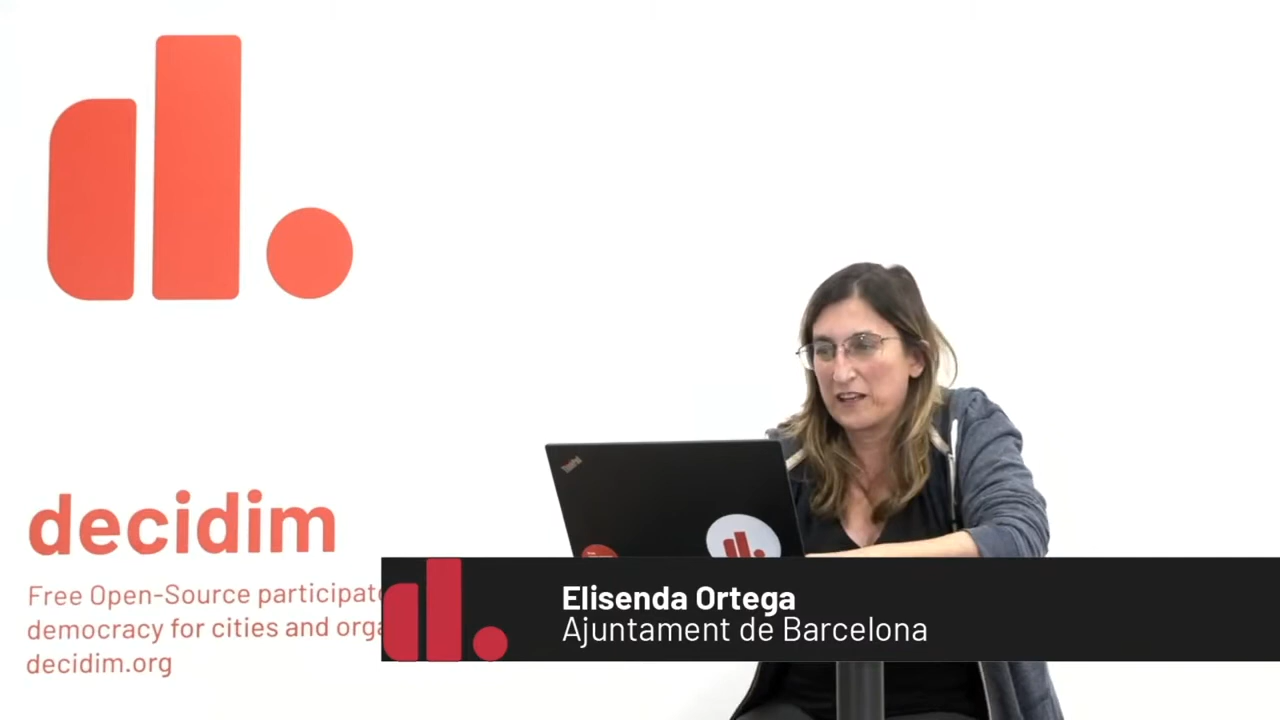 decidim
Free Open-Source participat
democracy for cities and orga
decidim.org
Elisenda Ortega
Ajuntament de Barcelona